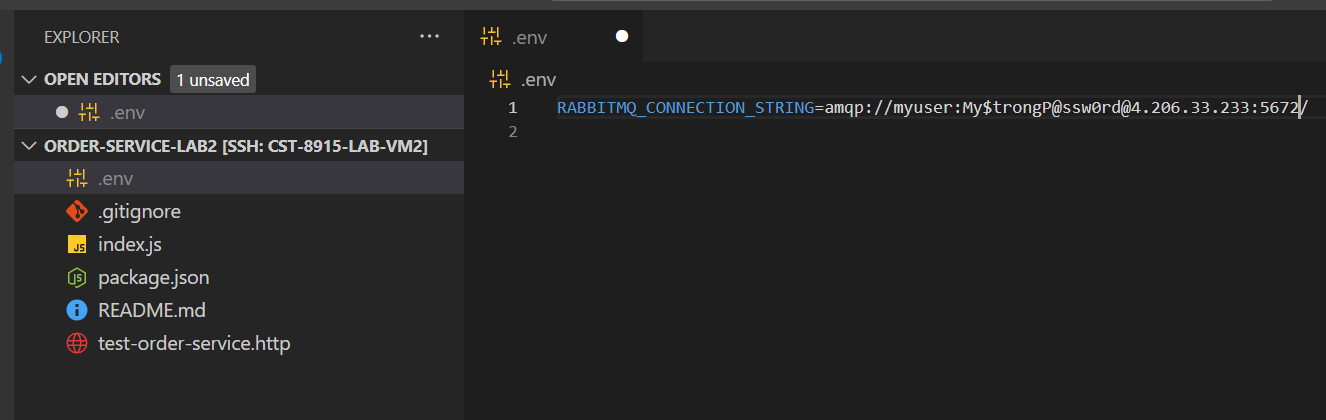 EXPLORER
...
OPEN EDITORS 1 unsaved
.env
ORDER-SERVICE-LAB2 [SSH: CST-8915-LAB-VM2]
.env
.gitignore
JS index.js
package.json
README.md
test-order-service.http
.env
.env
1 RABBITMQ_CONNECTION_STRING=amqp://myuser:My$trongP@ssw0rd@4.206.33.233:5672/
2